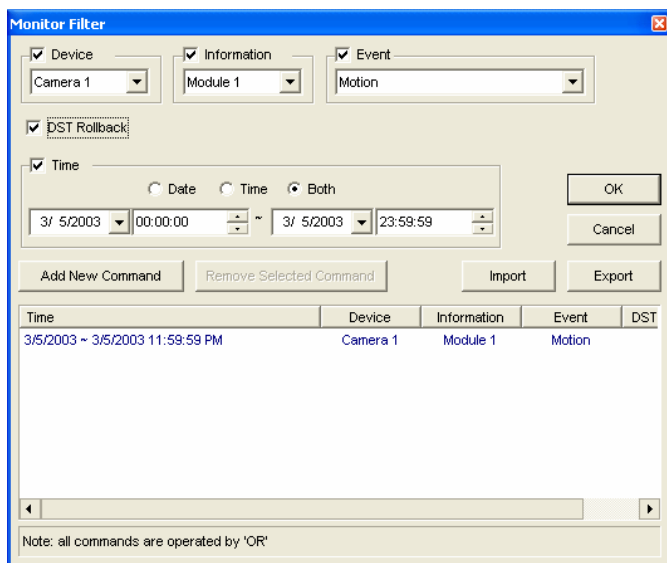 Monitor Filter
Device Information Event
Camera 1 Module 1 Motion
DST Rollback
Time
Date Time Both
3/ 5/2003 00:00:00 ~ 3/ 5/2003 23:59:59
OK
Cancel
Add New Command Remove Selected Command Import Export
Time Device Information Event DST
3/5/2003 ~ 3/5/2003 11:59:59 PM Camera 1 Module 1 Motion
Note: all commands are operated by 'OR'